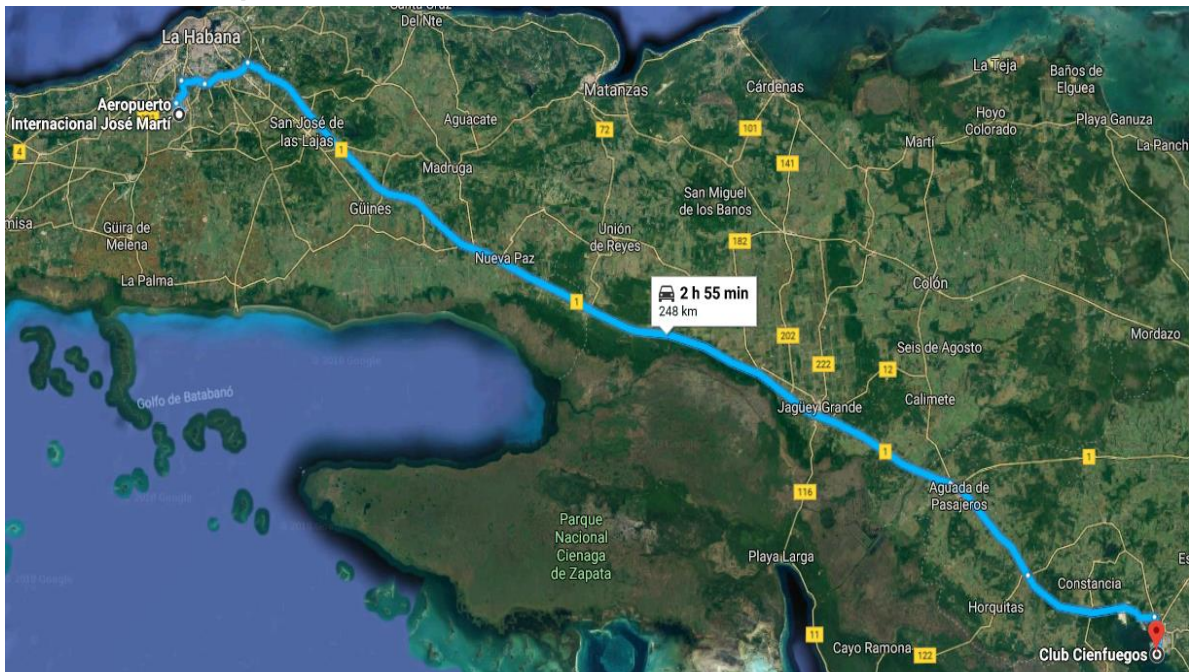 Del Nte
La Habana
La Teja
Baños de
Elguea
Cárdenas
Matanzas
Aeropuerto
Internacional José Martí
Hoyo
Colorado
Playa Ganuza
Aguacate
San José de
las Lajas
72
101
La Panch
Martí
4
1
141
Madruga
San Miguel
de los Banos
misa
Güines
Güira de
Melena
Unión
de Reyes
182
Nueva Paz
La Palma
Colón
2 h 55 min
248 km
1
Mordazo
202
Seis de Agosto
222
12
Golfo de Batabanó
Calimete
Jagüey Grande
1
1
Aguada de
Pasajeros
116
Parque
Nacional
Cienaga
de Zapata
Playa Larga
Constancia
Es
Horquitas
11
Cayo Ramona
122
Club Cienfuegos